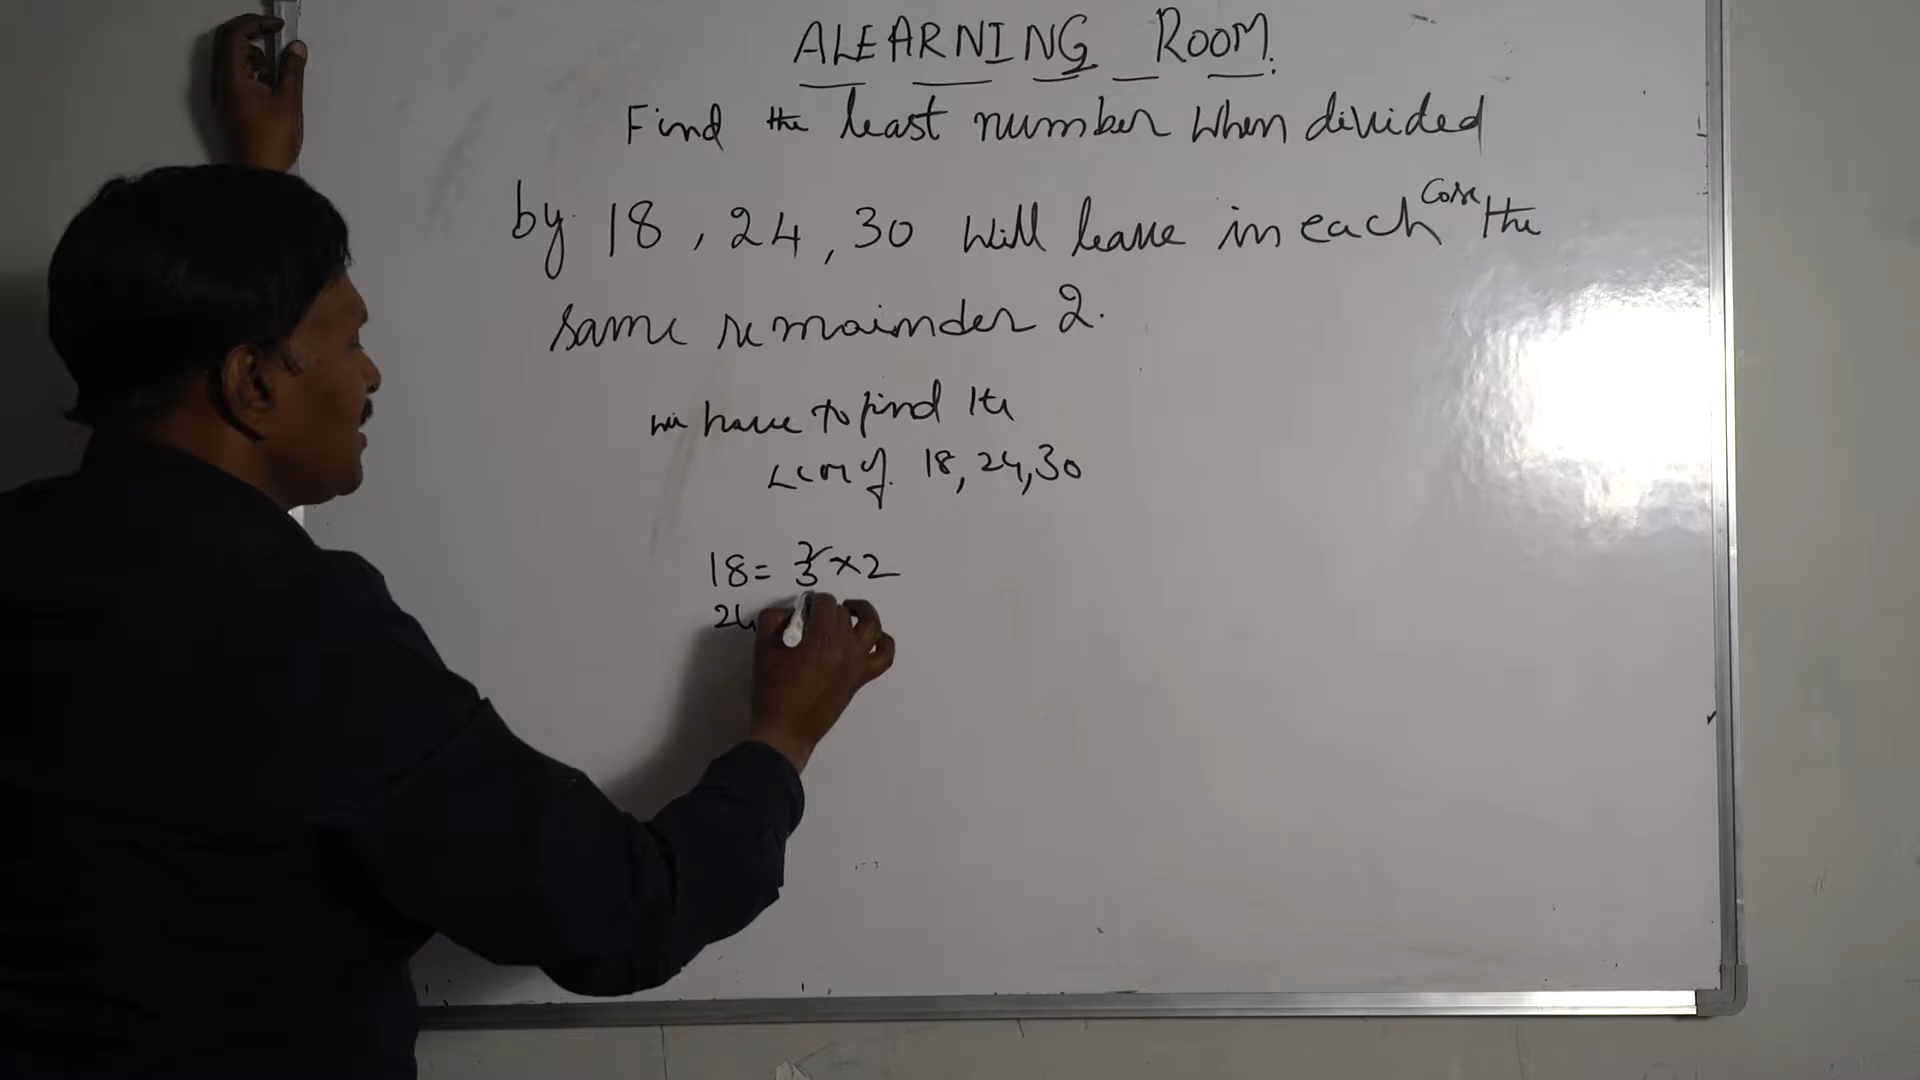 ALEARNING ROOM.
Find the least number when divided
by 18, 24, 30 will leave in each case the
same remainder 2.
we have to find the
LCM of 18, 24, 30
18 = 3² × 2
24